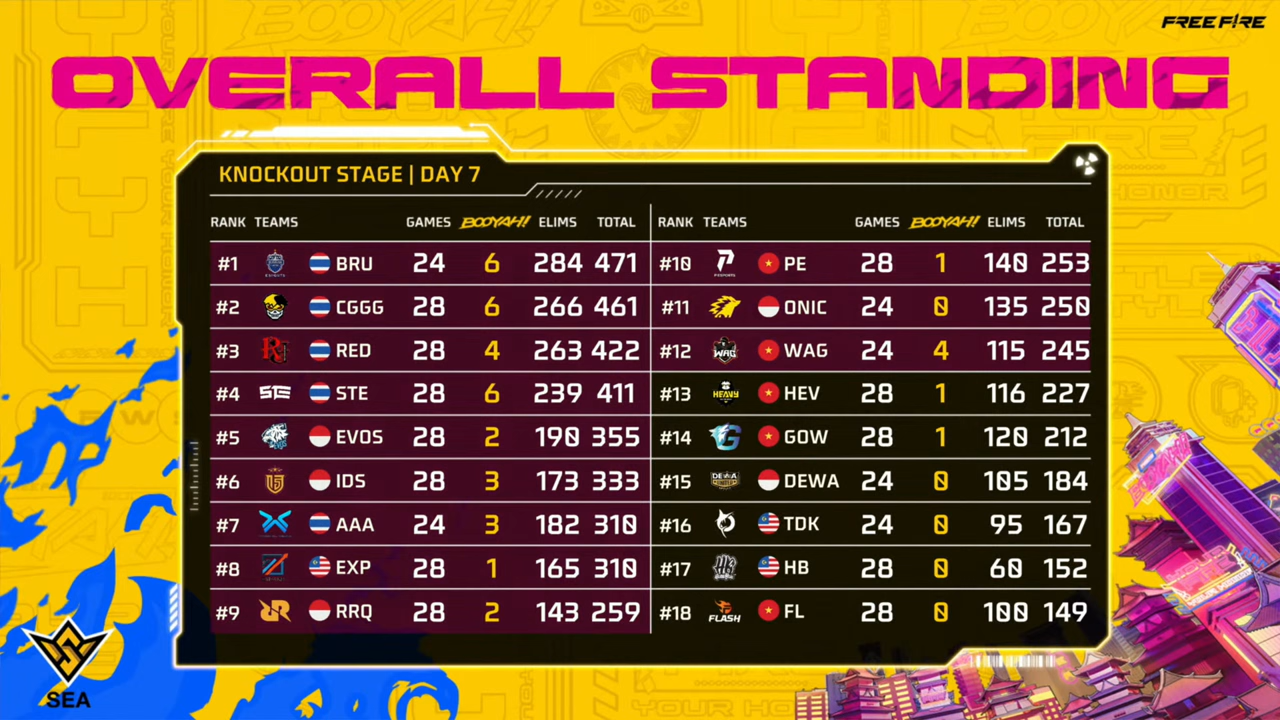 FREE FIRE
OVERALL STANDING
KNOCKOUT STAGE | DAY 7
RANK TEAMS GAMES BOOYAH! ELIMS TOTAL
#1 BRU 24 6 284 471
#2 CGGG 28 6 266 461
#3 RED 28 4 263 422
#4 STE 28 6 239 411
#5 EVOS 28 2 190 355
#6 IDS 28 3 173 333
#7 AAA 24 3 182 310
#8 EXP 28 1 165 310
#9 RRQ 28 2 143 259
RANK TEAMS GAMES BOOYAH! ELIMS TOTAL
#10 PE 28 1 140 253
#11 ONIC 24 0 135 250
#12 WAG WAG 24 4 115 245
#13 HEAVY HEV 28 1 116 227
#14 GOW 28 1 120 212
#15 DEWA DEWA 24 0 105 184
#16 TDK 24 0 95 167
#17 HB 28 0 60 152
#18 FLASH FL 28 0 100 149
SEA